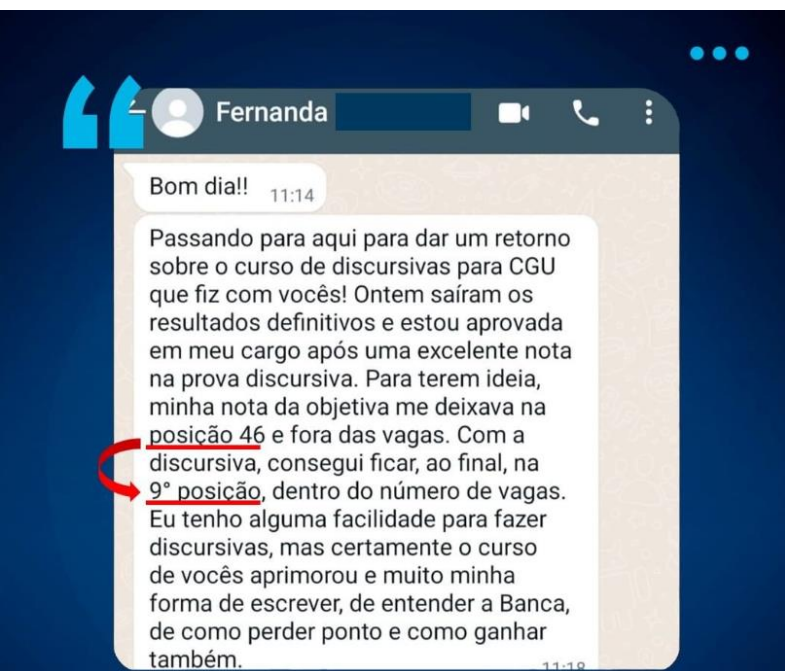 Fernanda
Bom dia!! 11:14
Passando para aqui para dar um retorno
sobre o curso de discursivas para CGU
que fiz com vocês! Ontem saíram os
resultados definitivos e estou aprovada
em meu cargo após uma excelente nota
na prova discursiva. Para terem ideia,
minha nota da objetiva me deixava na
posição 46 e fora das vagas. Com a
discursiva, consegui ficar, ao final, na
9° posição, dentro do número de vagas.
Eu tenho alguma facilidade para fazer
discursivas, mas certamente o curso
de vocês aprimorou e muito minha
forma de escrever, de entender a Banca,
de como perder ponto e como ganhar
também. 11:18